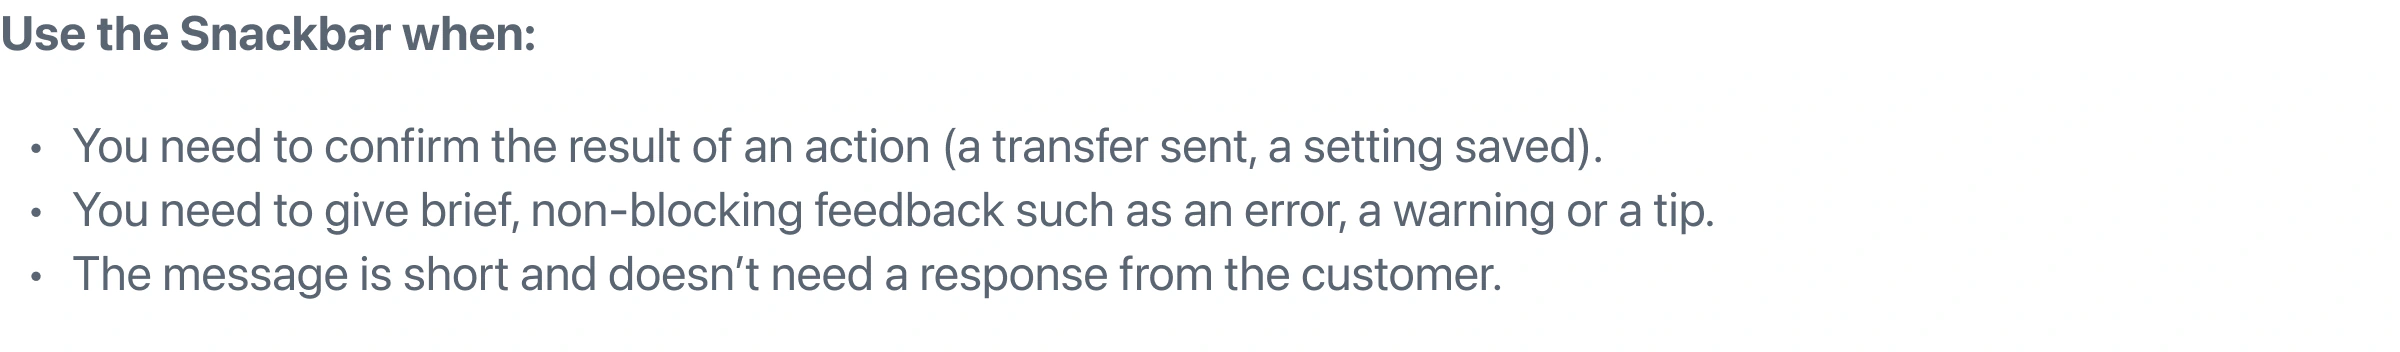 Use the Snackbar when:
• You need to confirm the result of an action (a transfer sent, a setting saved).
• You need to give brief, non-blocking feedback such as an error, a warning or a tip.
• The message is short and doesn’t need a response from the customer.